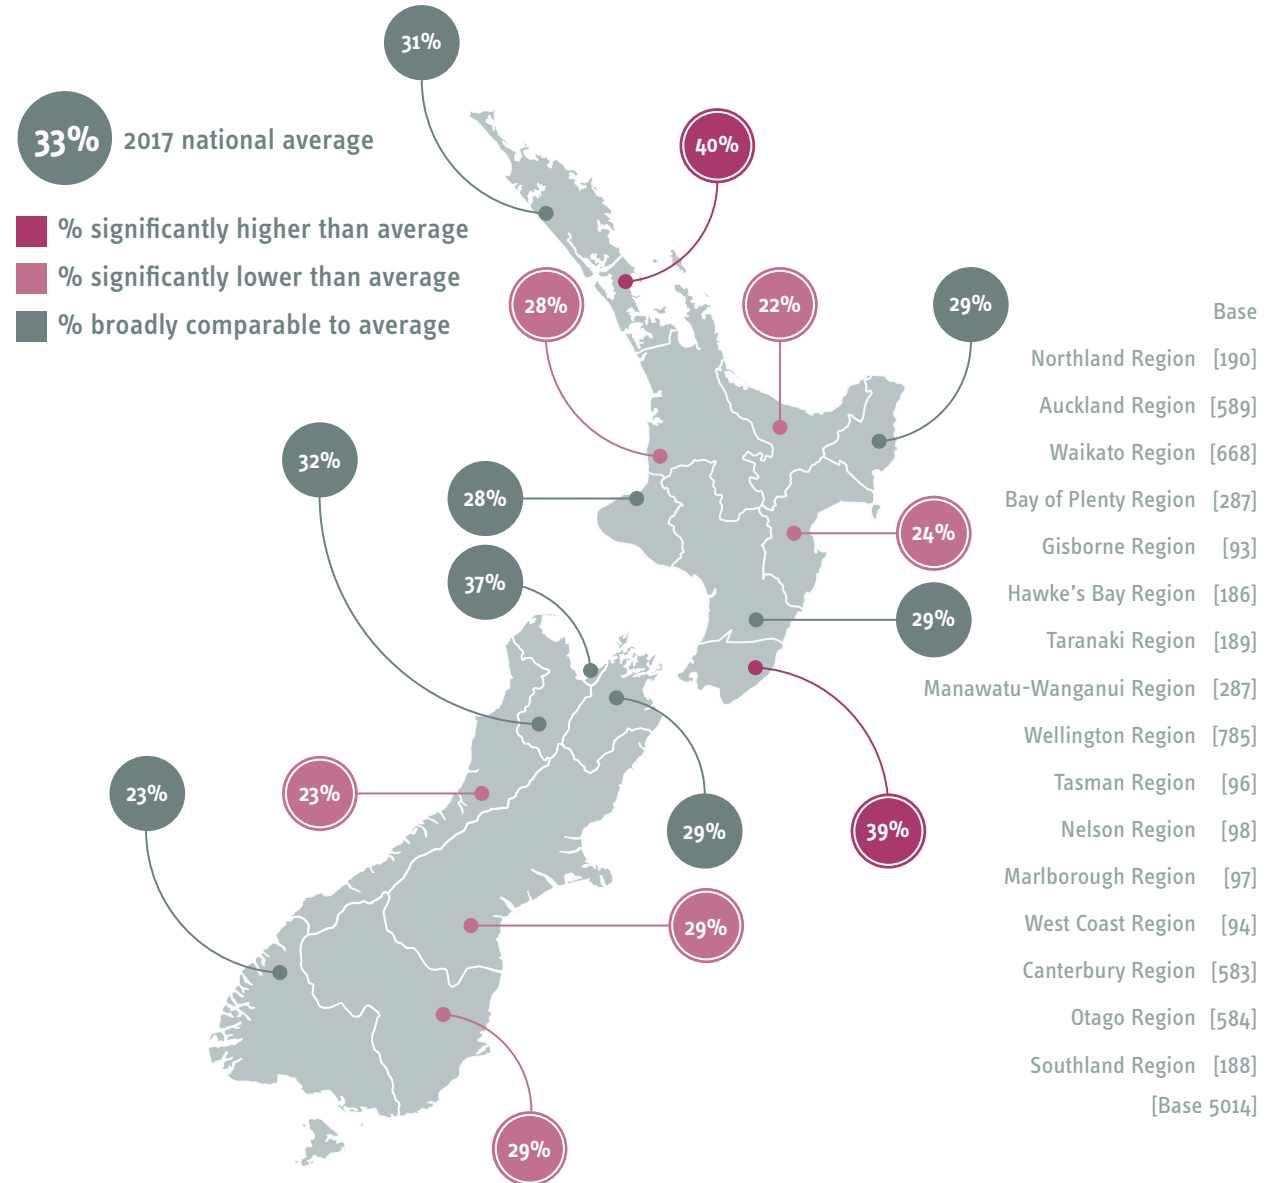 31%
33% 2017 national average
40%
% significantly higher than average
% significantly lower than average
% broadly comparable to average
28%
22%
29%
32%
28%
24%
37%
29%
23%
23%
29%
39%
29%
29%
Base
Northland Region [190]
Auckland Region [589]
Waikato Region [668]
Bay of Plenty Region [287]
Gisborne Region [93]
Hawke's Bay Region [186]
Taranaki Region [189]
Manawatu-Wanganui Region [287]
Wellington Region [785]
Tasman Region [96]
Nelson Region [98]
Marlborough Region [97]
West Coast Region [94]
Canterbury Region [583]
Otago Region [584]
Southland Region [188]
[Base 5014]